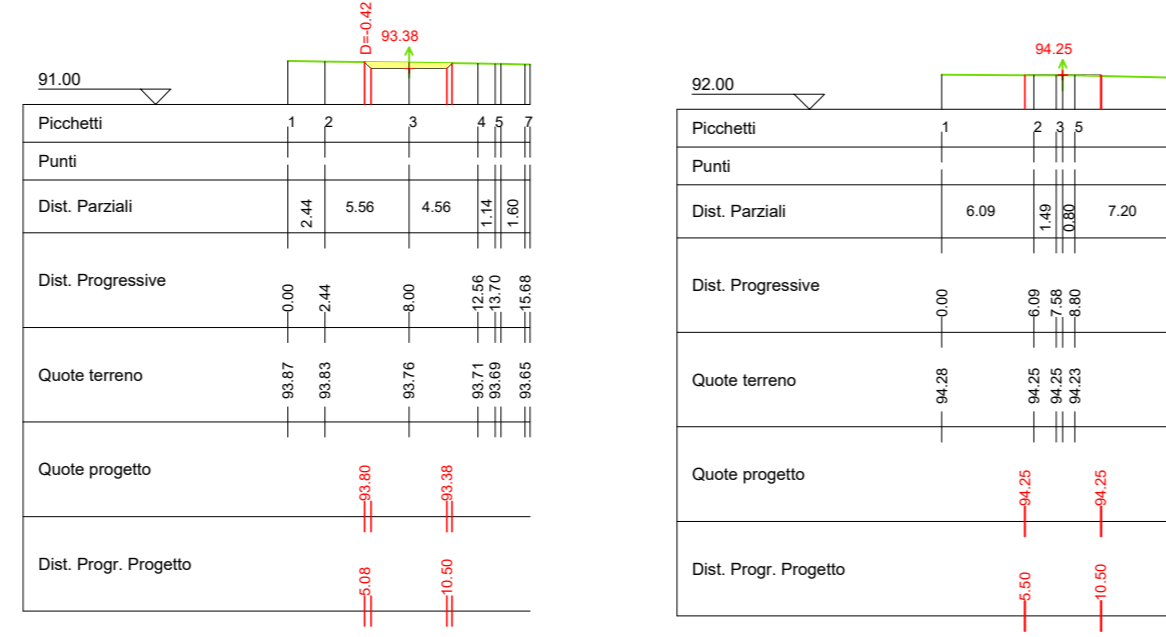 D=-0.42
93.38
91.00
Picchetti 1 2 3 4 5 7
Punti
Dist. Parziali 2.44 5.56 4.56 1.14 1.60
Dist. Progressive 0.00 2.44 8.00 12.56 13.70 15.68
Quote terreno 93.87 93.83 93.76 93.71 93.69 93.65
Quote progetto 93.80 93.38
Dist. Progr. Progetto 5.08 10.50
94.25
92.00
Picchetti 1 2 3 5
Punti
Dist. Parziali 6.09 1.49 0.80 7.20
Dist. Progressive 0.00 6.09 7.58 8.80
Quote terreno 94.28 94.25 94.25 94.23
Quote progetto 94.25 94.25
Dist. Progr. Progetto 5.50 10.50